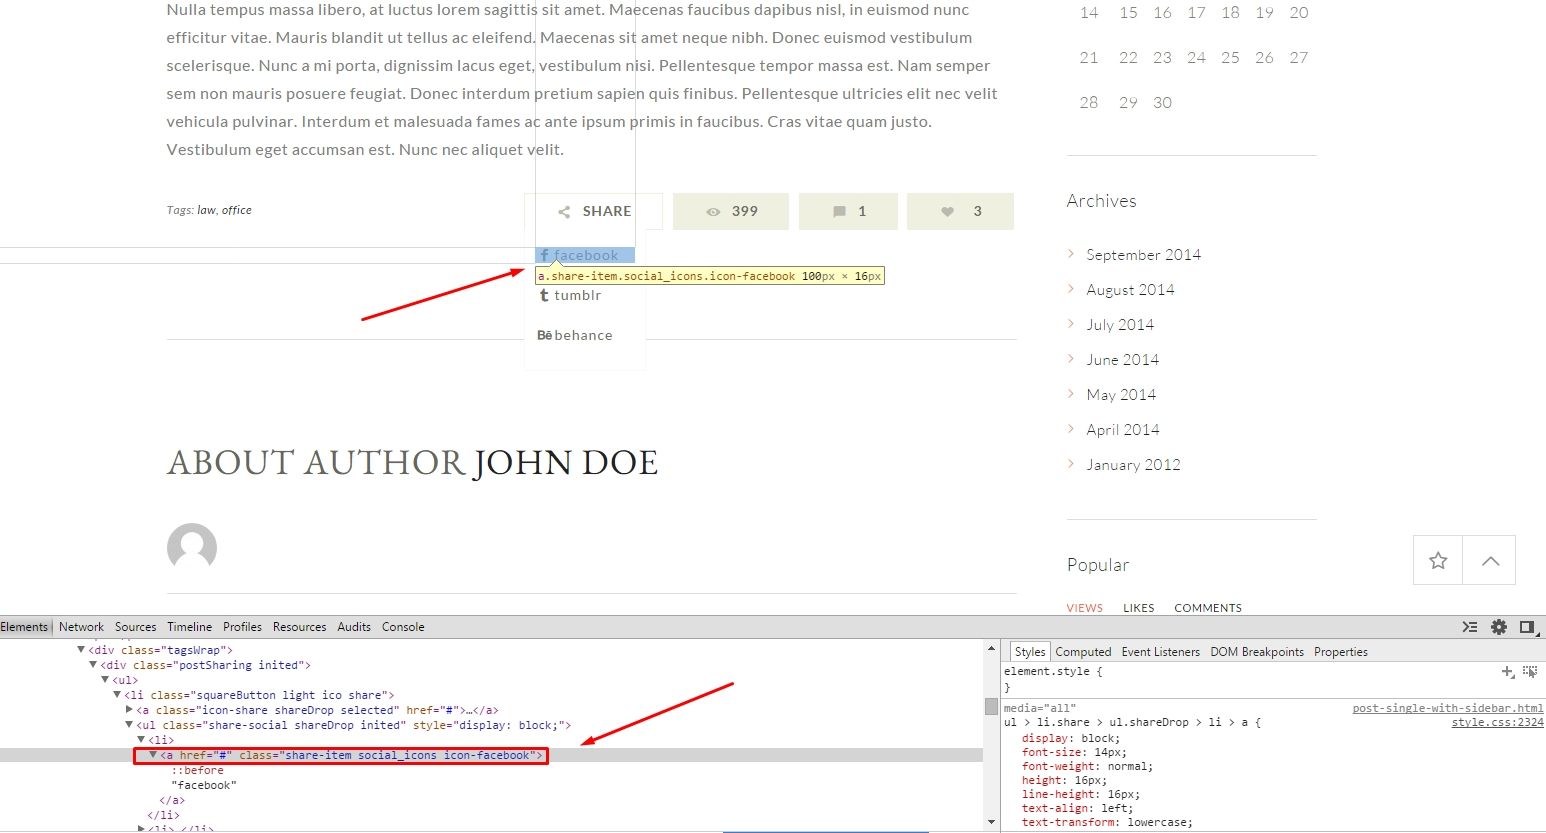 Nulla tempus massa libero, at luctus lorem sagittis sit amet. Maecenas faucibus dapibus nisl, in euismod nunc
efficitur vitae. Mauris blandit ut tellus ac eleifend. Maecenas sit amet neque nibh. Donec euismod vestibulum
scelerisque. Nunc a mi porta, dignissim lacus eget, vestibulum nisi. Pellentesque tempor massa est. Nam semper
sem non mauris posuere feugiat. Donec interdum pretium sapien quis finibus. Pellentesque ultricies elit nec velit
vehicula pulvinar. Interdum et malesuada fames ac ante ipsum primis in faucibus. Cras vitae quam justo.
Vestibulum eget accumsan est. Nunc nec aliquet velit.
Tags: law, office
SHARE 399 1 3
facebook
a.share-item.social_icons.icon-facebook 100px × 16px
tumblr
Bē behance
ABOUT AUTHOR JOHN DOE
14 15 16 17 18 19 20
21 22 23 24 25 26 27
28 29 30
Archives
September 2014
August 2014
July 2014
June 2014
May 2014
April 2014
January 2012
Popular
VIEWS LIKES COMMENTS
Elements Network Sources Timeline Profiles Resources Audits Console
<div class="tagsWrap">
<div class="postSharing inited">
<ul>
<li class="squareButton light ico share">
<a class="icon-share shareDrop selected" href="#">…</a>
<ul class="share-social shareDrop inited" style="display: block;">
<li>
<a href="#" class="share-item social_icons icon-facebook">
::before
"facebook"
</a>
</li>
<li> </li>
Styles Computed Event Listeners DOM Breakpoints Properties
element.style {
}
media="all" post-single-with-sidebar.html
ul > li.share > ul.shareDrop > li > a { style.css:2324
display: block;
font-size: 14px;
font-weight: normal;
height: 16px;
line-height: 16px;
text-align: left;
text-transform: lowercase;